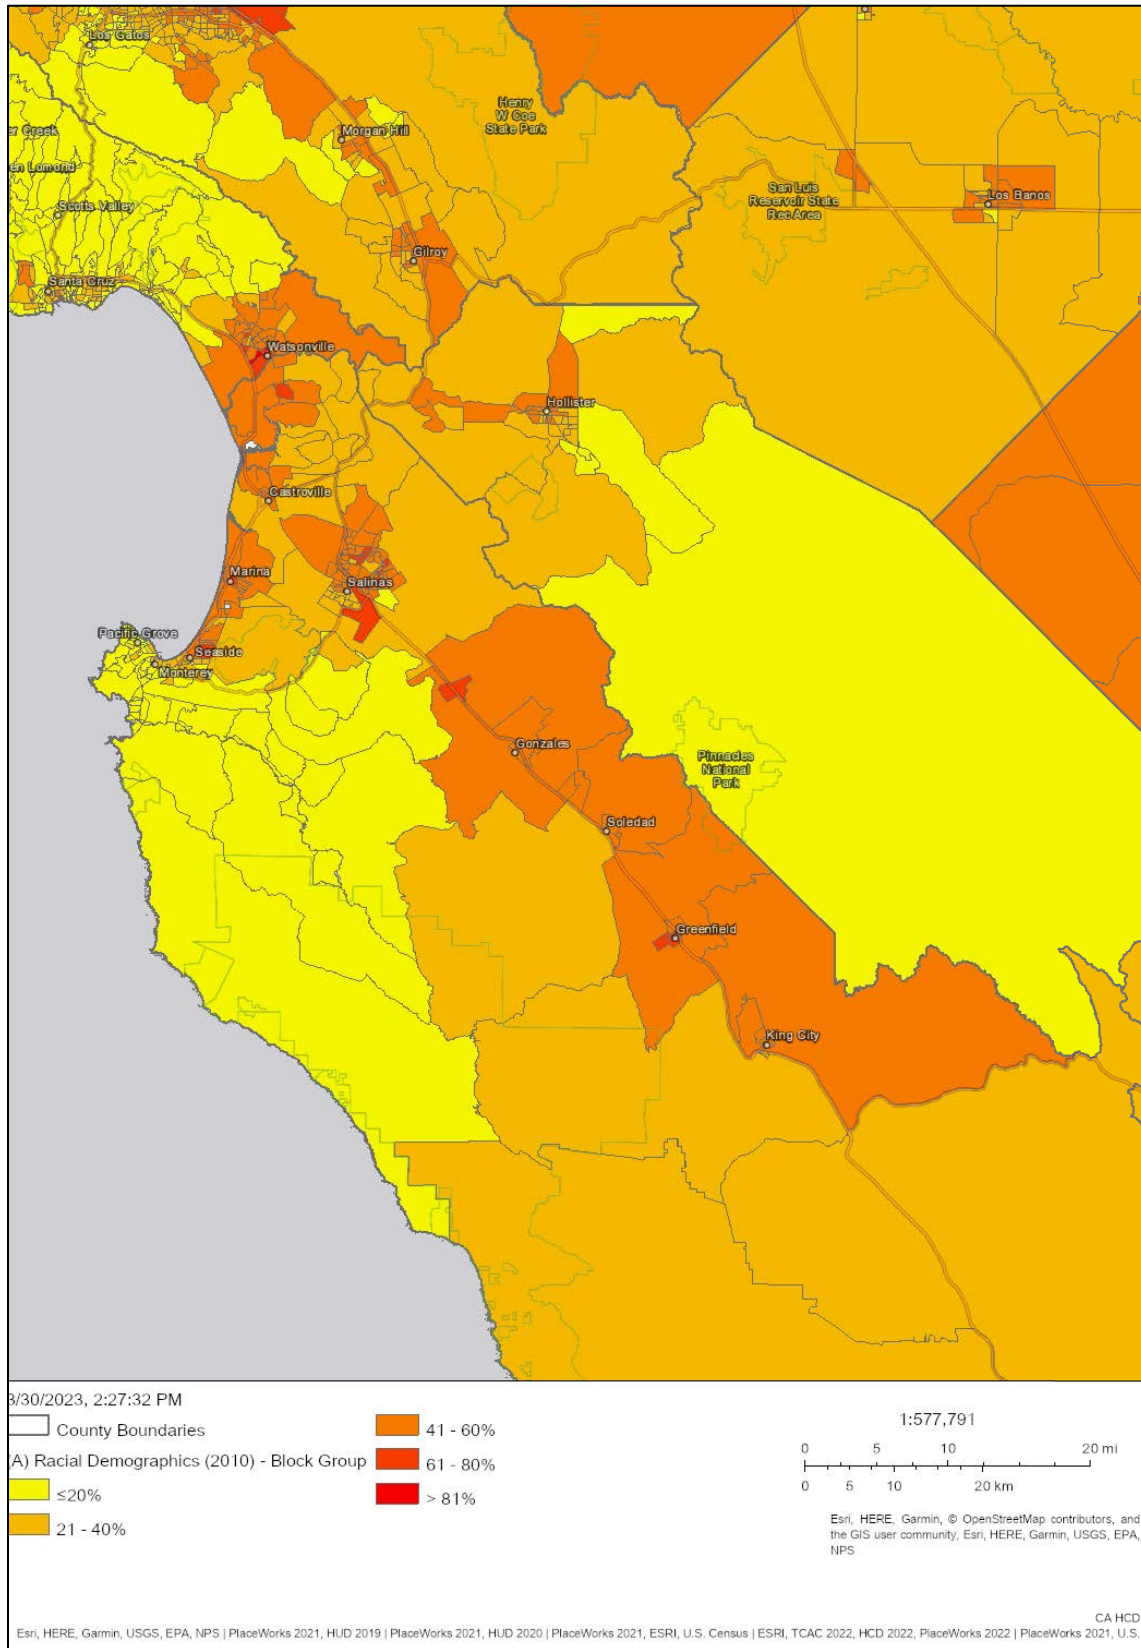 Los Gatos
Morgan Hill
Henry
W Coe
State Park
er Creek
en Lomond
Scotts Valley
San Luis
Reservoir State
Rec Area
Los Banos
Gilroy
Santa Cruz
Watsonville
Hollister
Castroville
Marina
Salinas
Pacific Grove
Seaside
Monterey
Gonzales
Pinnacles
National
Park
Soledad
Greenfield
King City
3/30/2023, 2:27:32 PM
County Boundaries
(A) Racial Demographics (2010) - Block Group
≤20%
21 - 40%
41 - 60%
61 - 80%
> 81%
1:577,791
0 5 10 20 mi
0 5 10 20 km
Esri, HERE, Garmin, © OpenStreetMap contributors, and
the GIS user community, Esri, HERE, Garmin, USGS, EPA,
NPS
CA HCD
Esri, HERE, Garmin, USGS, EPA, NPS | PlaceWorks 2021, HUD 2019 | PlaceWorks 2021, HUD 2020 | PlaceWorks 2021, ESRI, U.S. Census | ESRI, TCAC 2022, HCD 2022, PlaceWorks 2022 | PlaceWorks 2021, U.S.